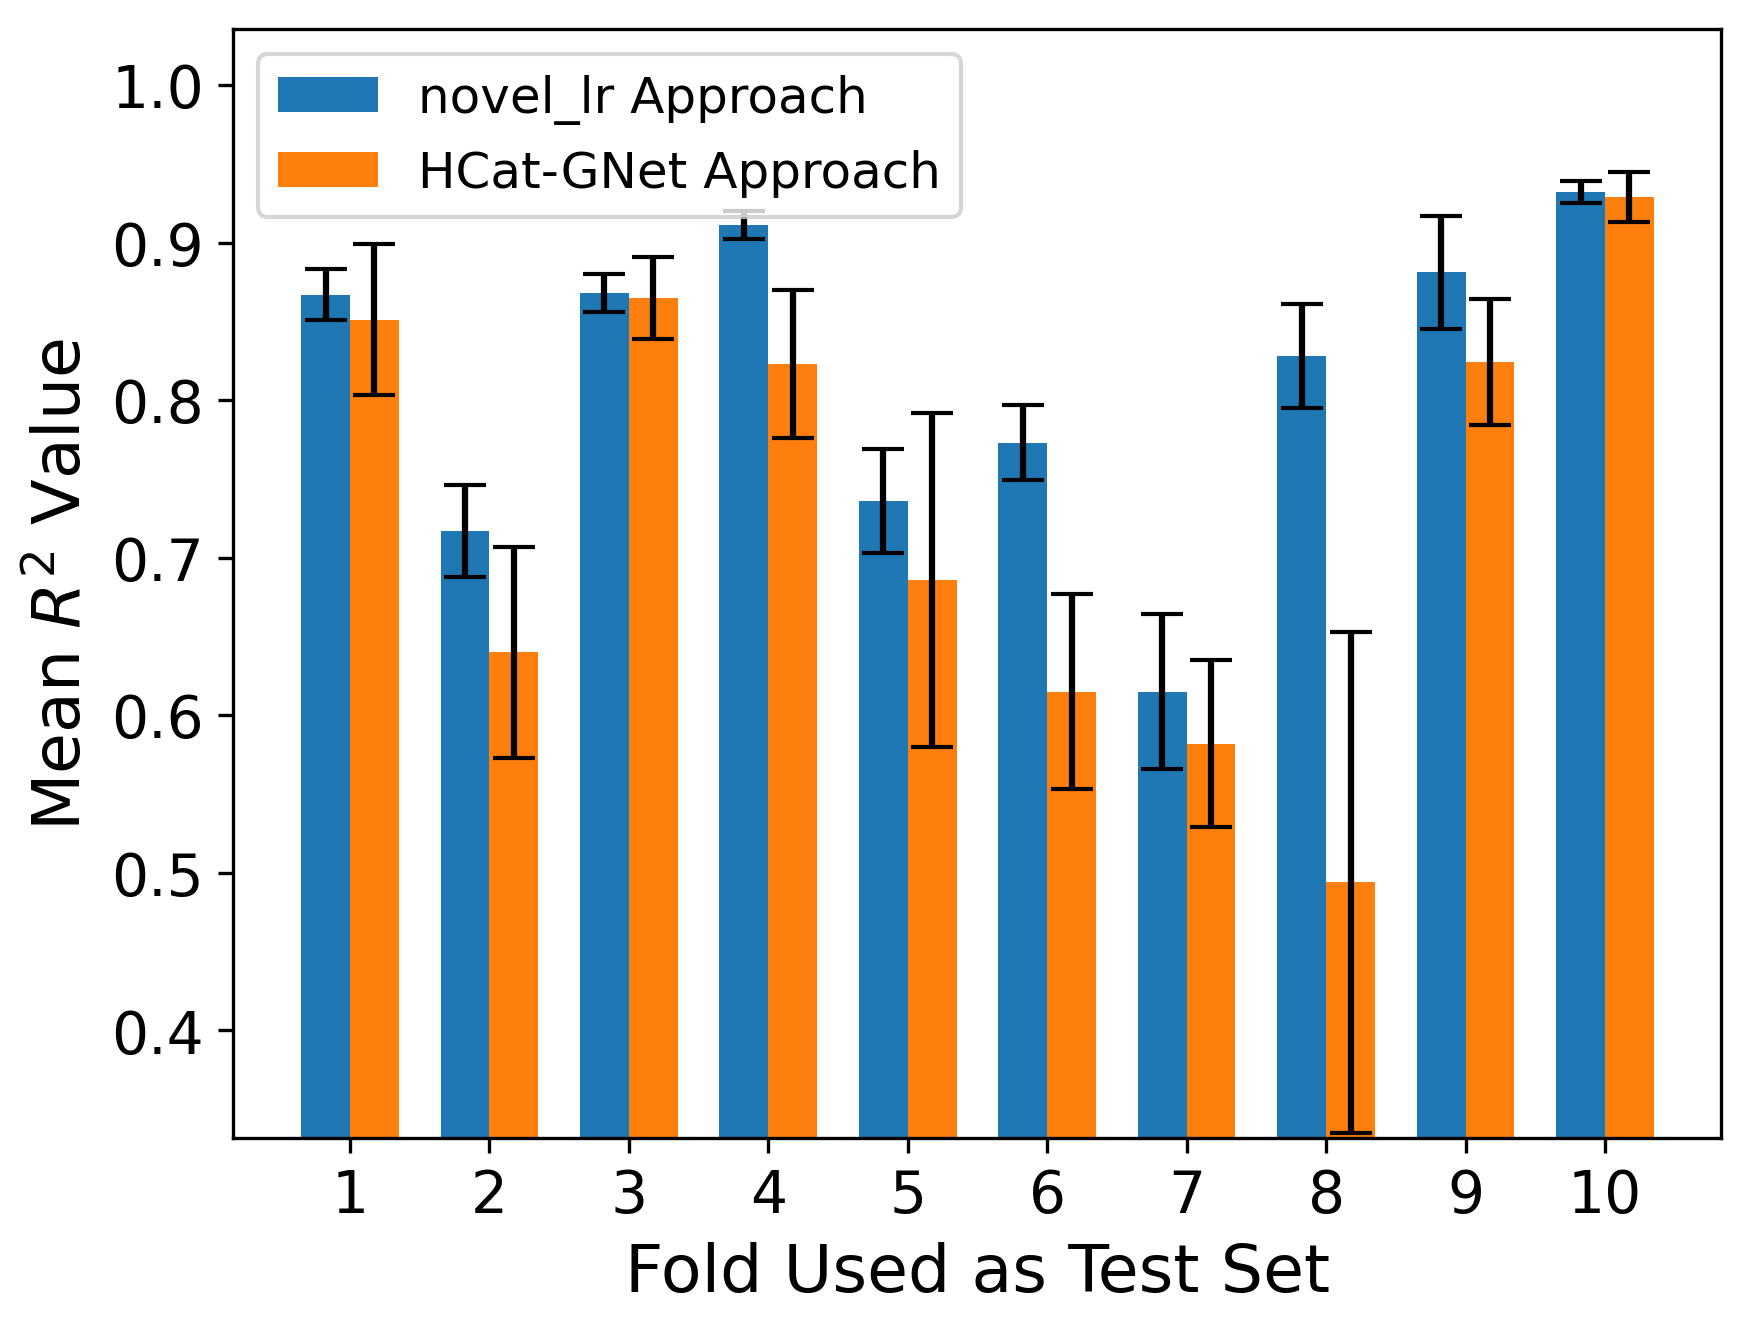 novel_lr Approach
HCat-GNet Approach
1.0
0.9
0.8
0.7
0.6
0.5
0.4
Mean R² Value
1 2 3 4 5 6 7 8 9 10
Fold Used as Test Set